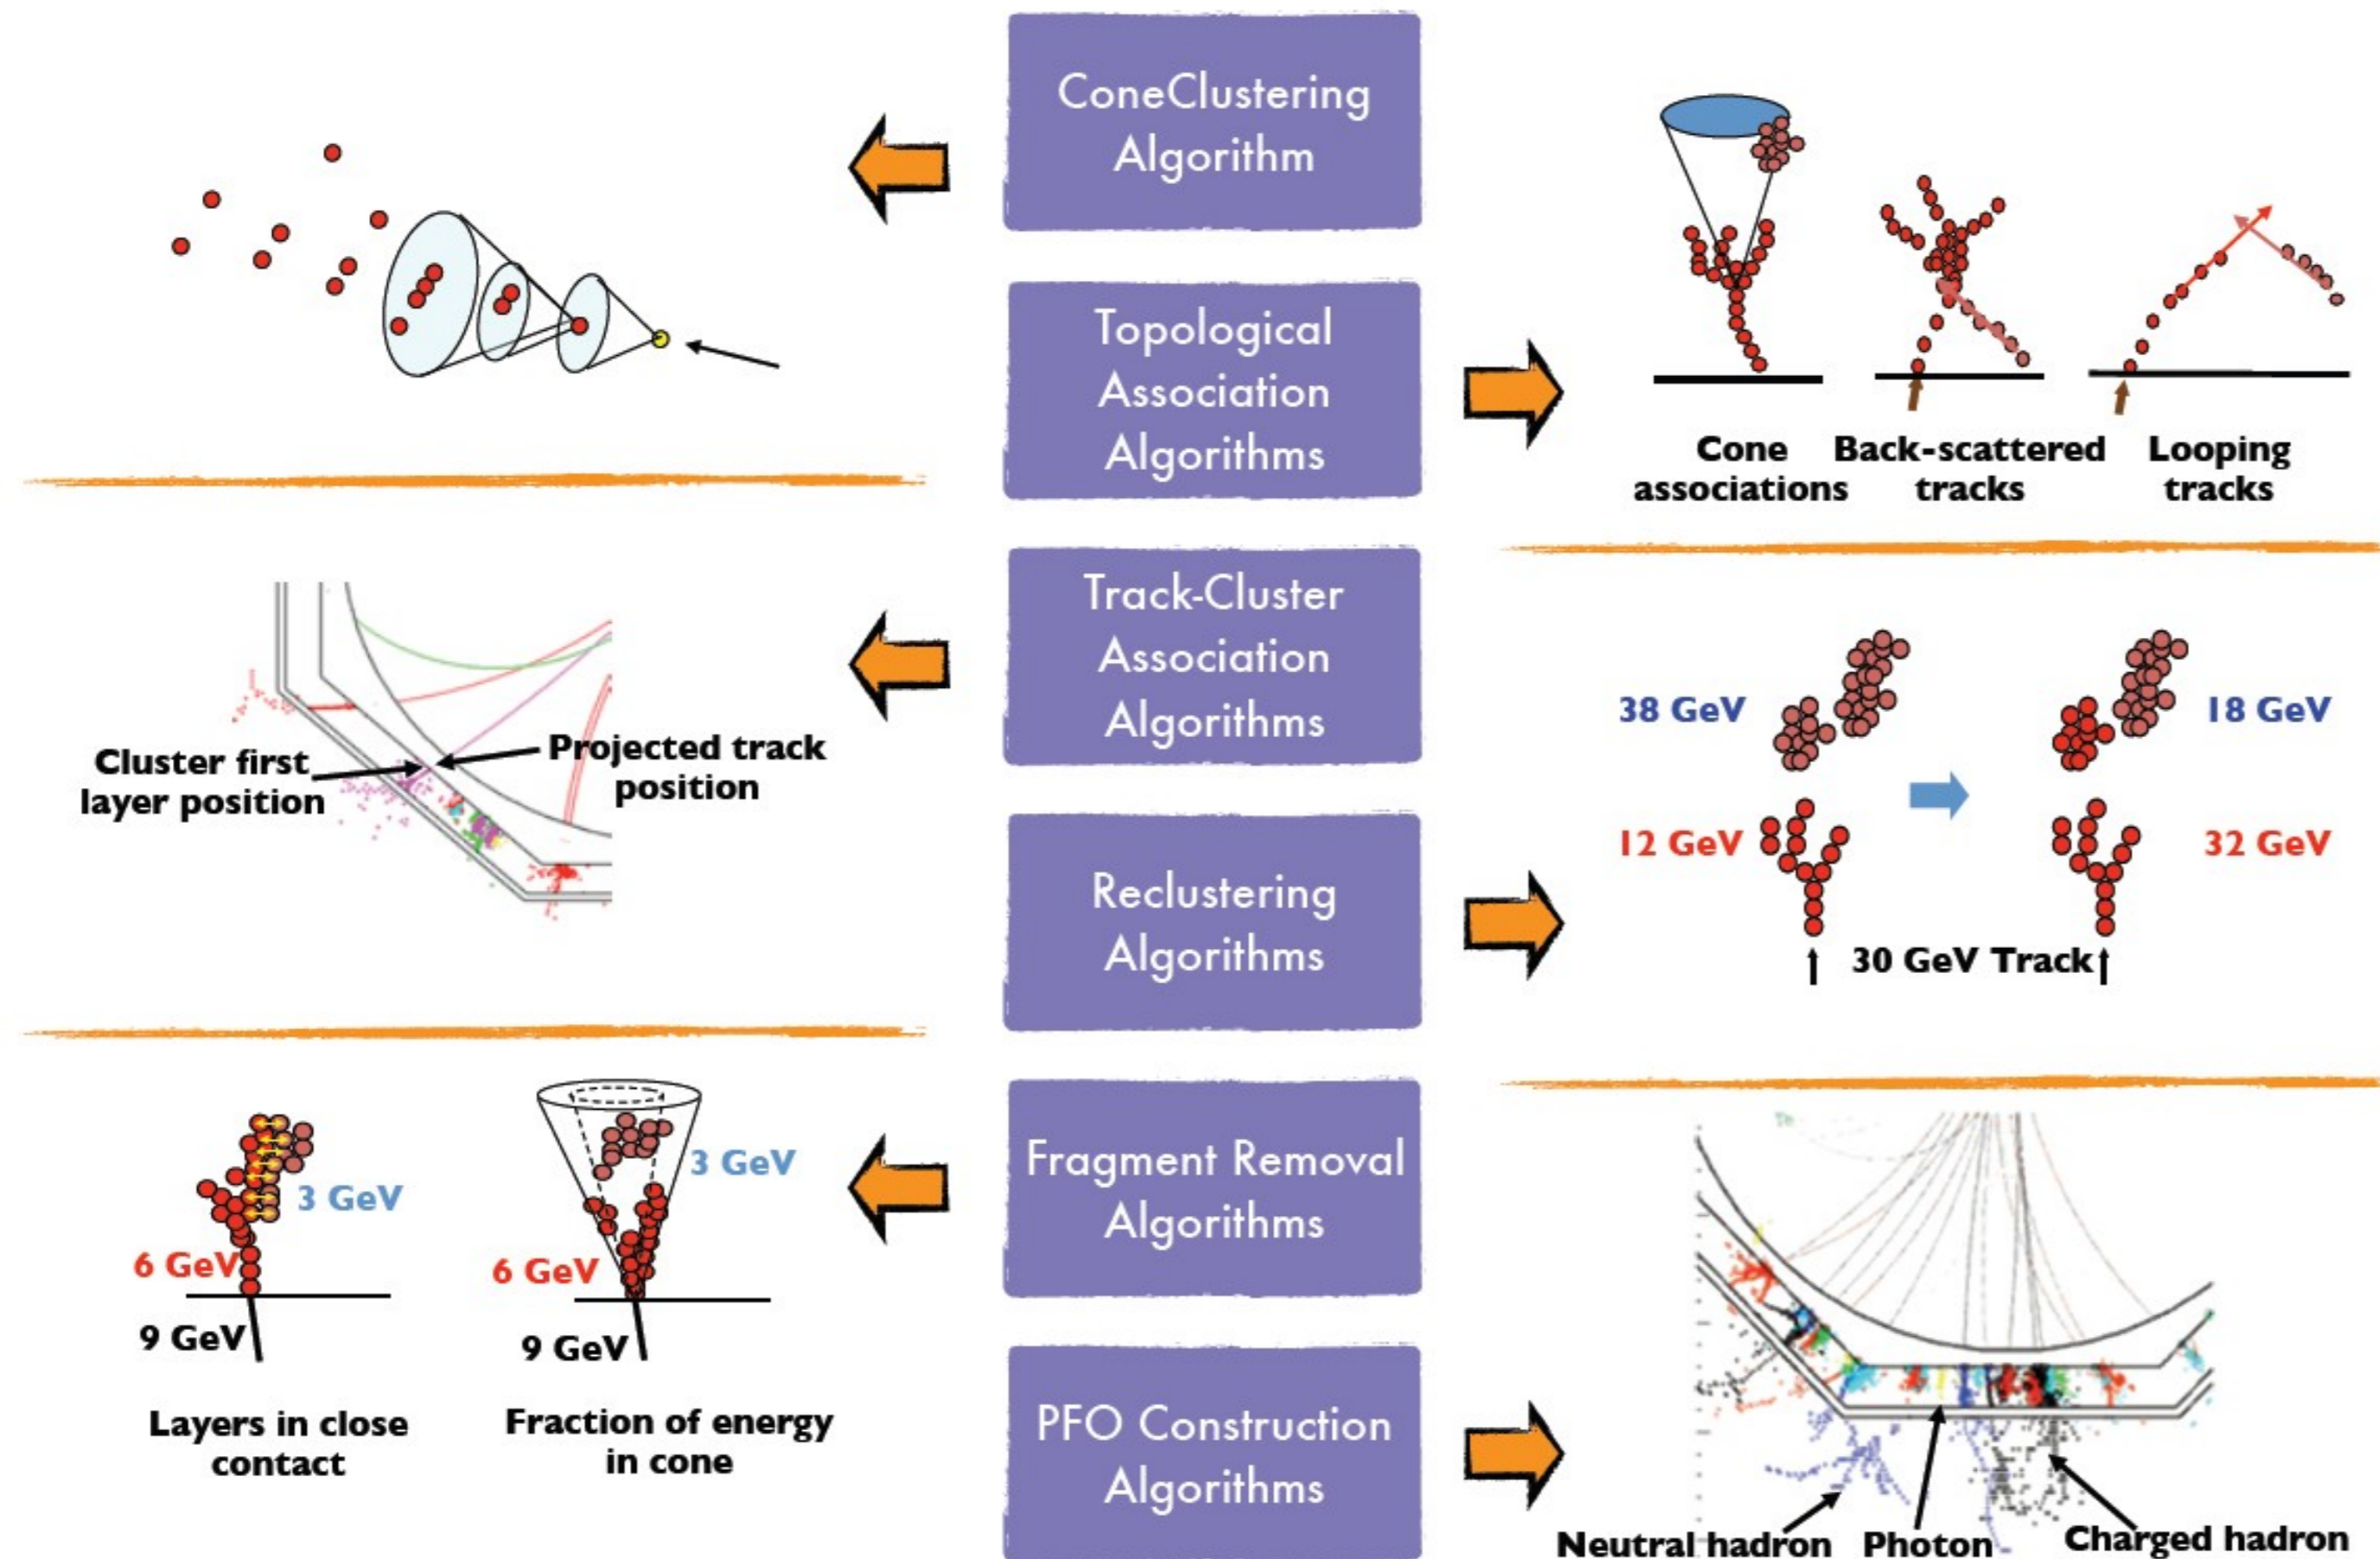 ConeClustering
Algorithm
Topological
Association
Algorithms
Cone
associations
Back-scattered
tracks
Looping
tracks
Track-Cluster
Association
Algorithms
Cluster first
layer position
Projected track
position
Reclustering
Algorithms
38 GeV
18 GeV
12 GeV
32 GeV
30 GeV Track
Fragment Removal
Algorithms
3 GeV
6 GeV
9 GeV
Layers in close
contact
3 GeV
6 GeV
9 GeV
Fraction of energy
in cone
PFO Construction
Algorithms
Neutral hadron
Photon
Charged hadron